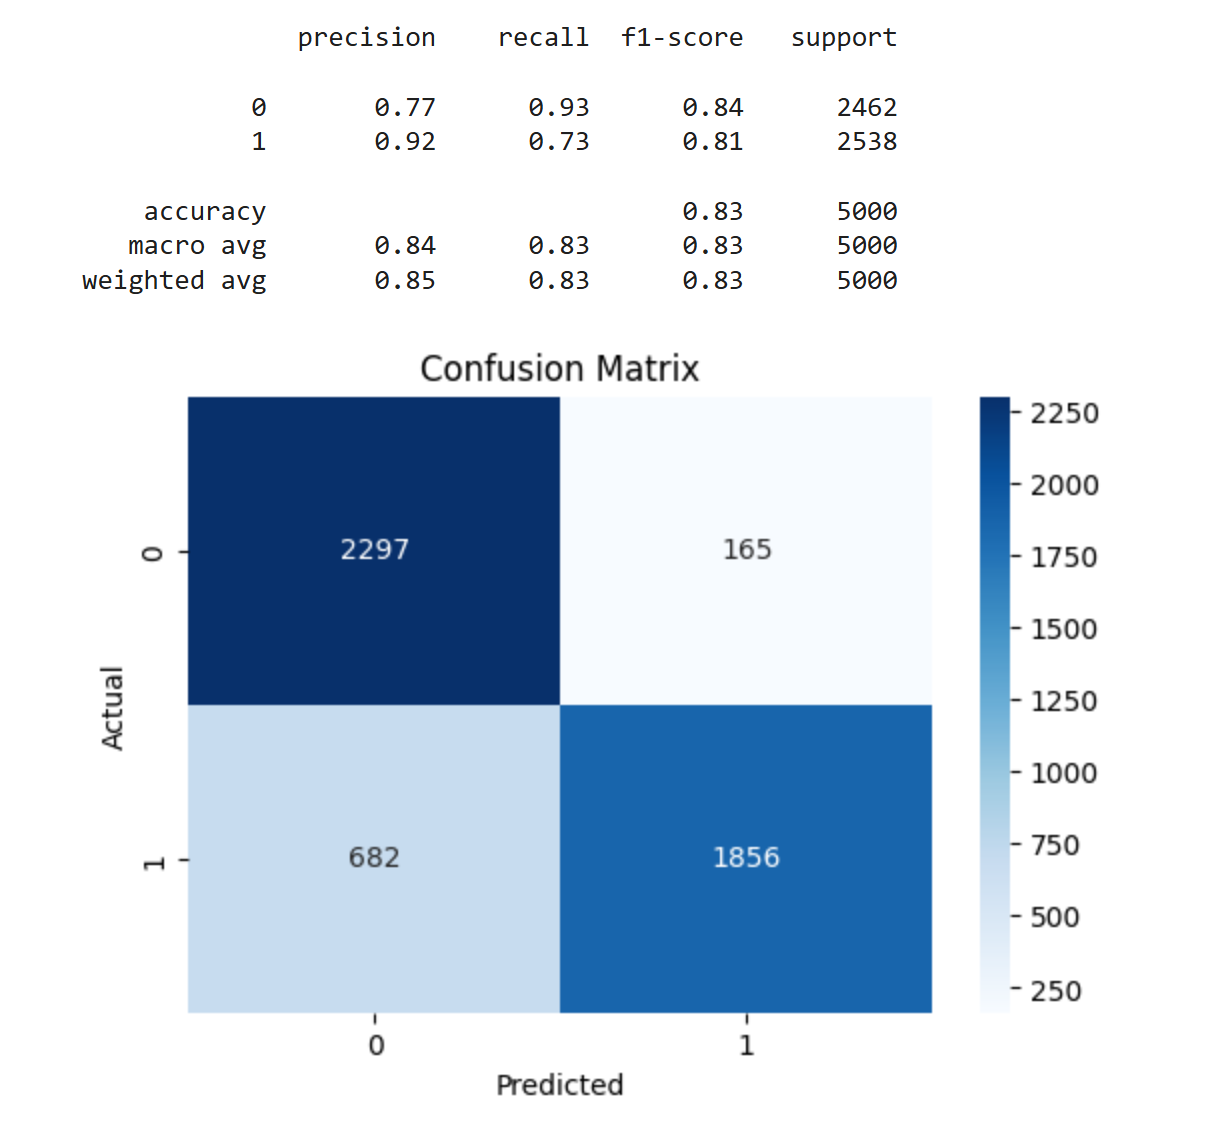 precision recall f1-score support
0 0.77 0.93 0.84 2462
1 0.92 0.73 0.81 2538
accuracy 0.83 5000
macro avg 0.84 0.83 0.83 5000
weighted avg 0.85 0.83 0.83 5000
Confusion Matrix
2250
2000
1750
1500
1250
1000
750
500
250
Actual
0
2297 165
1
682 1856
0 1
Predicted